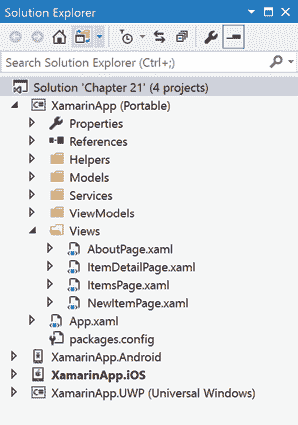 Solution Explorer
Search Solution Explorer (Ctrl+;)
Solution 'Chapter 21' (4 projects)
XamarinApp (Portable)
Properties
References
Helpers
Models
Services
ViewModels
Views
AboutPage.xaml
ItemDetailPage.xaml
ItemsPage.xaml
NewItemPage.xaml
App.xaml
packages.config
XamarinApp.Android
XamarinApp.iOS
XamarinApp.UWP (Universal Windows)